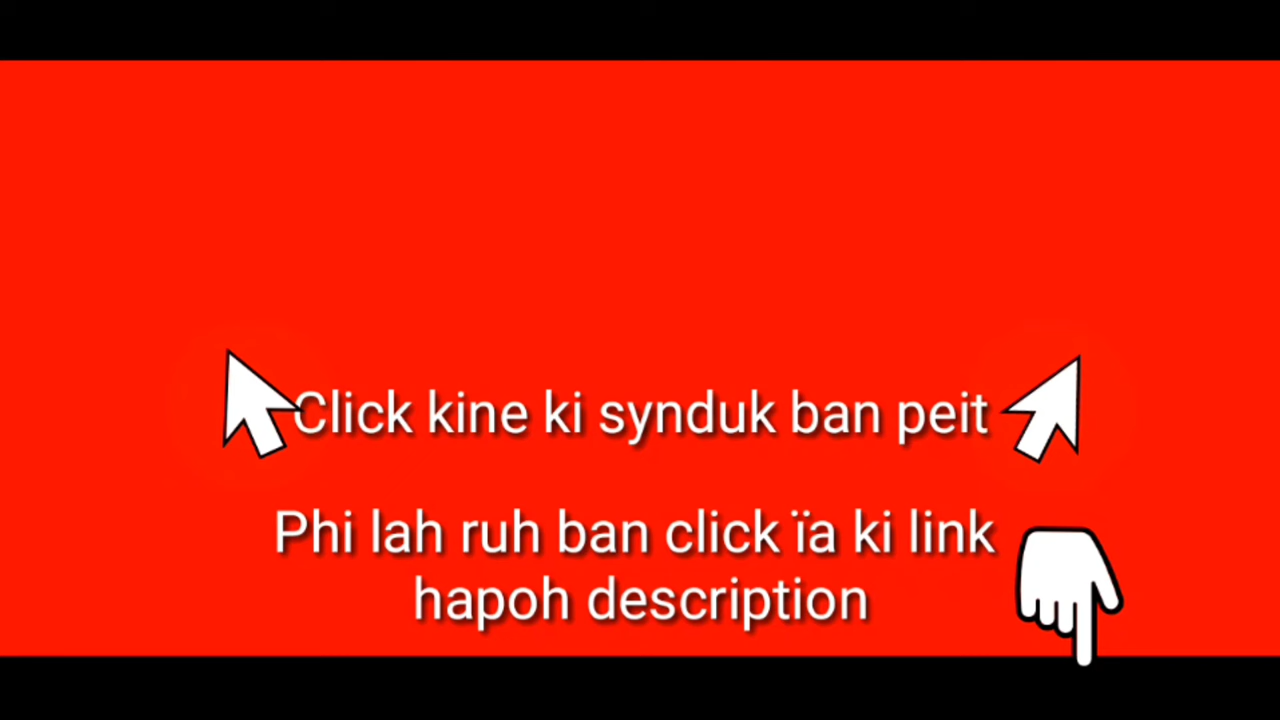 Click kine ki synduk ban peit
Phi lah ruh ban click ïa ki link
hapoh description